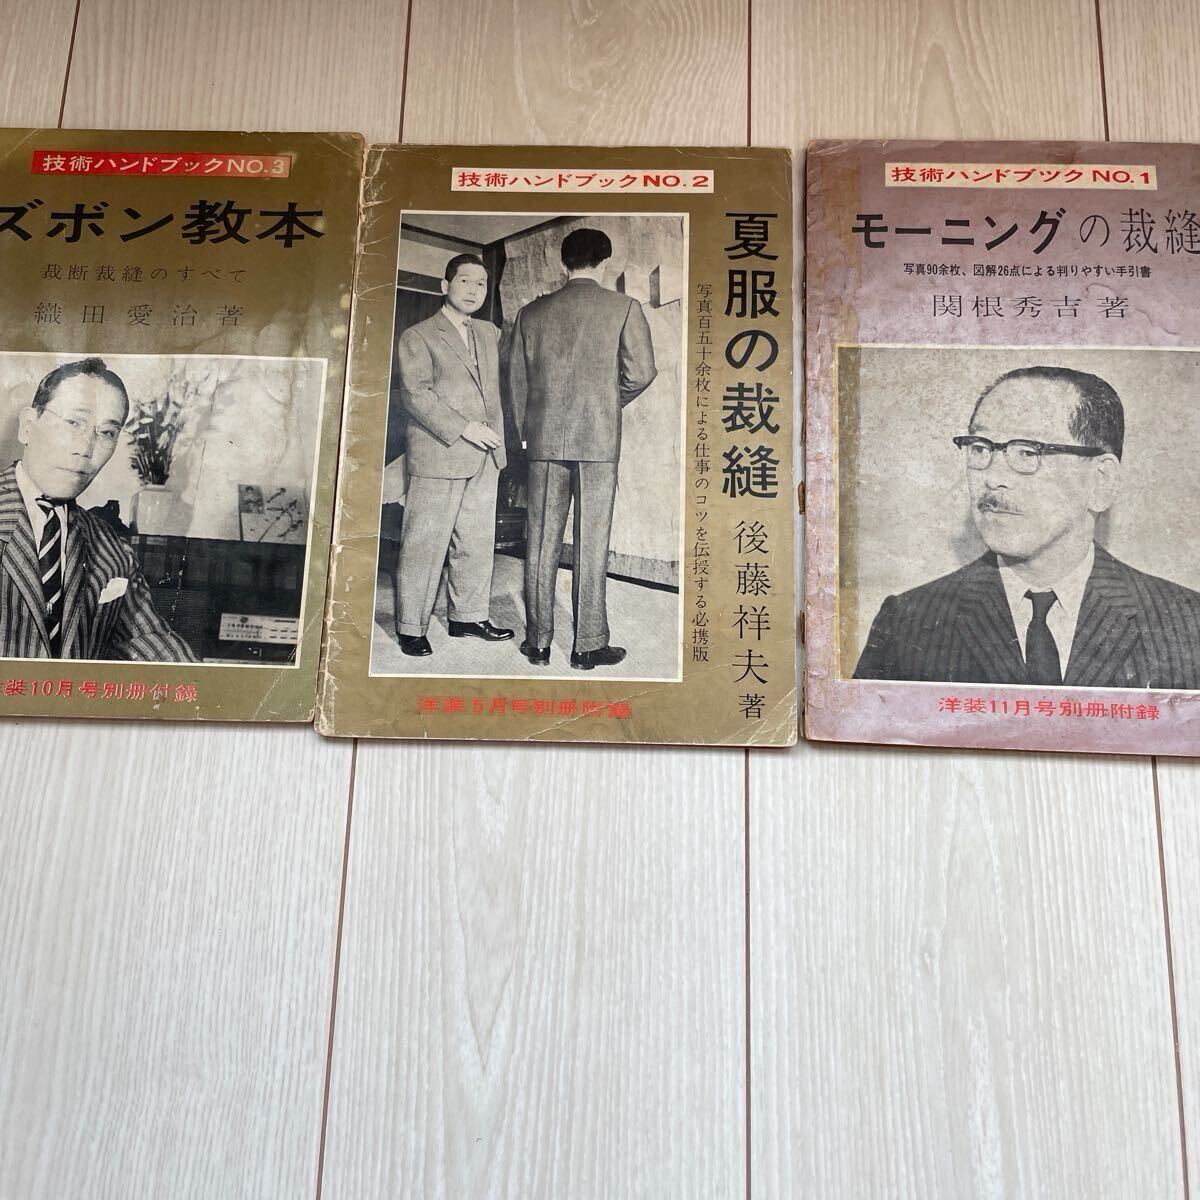 技術ハンドブックNO.3
ズボン教本
裁断裁縫のすべて
織田愛治著
装10月号別冊付録
技術ハンドブックNO.2
夏服の裁縫
後藤祥夫著
写真百五十余枚による仕事のコツを伝授する必携版
洋装5月号別冊附録
技術ハンドブツクNO.1
モーニングの裁縫
写真90余枚、図解26点による判りやすい手引書
関根秀吉著
洋装11月号別冊附録